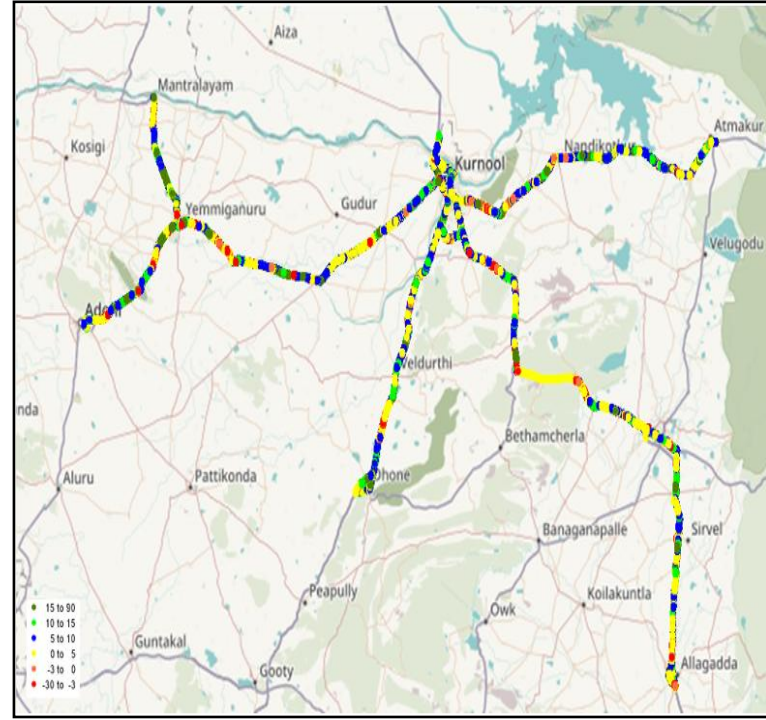 Aiza
Mantralayam
Atmakur
Kosigi
Kurnool
Yemmiganuru
Gudur
Velugodu
Veldurthi
Bethamcherla
Dhone
Aluru
Pattikonda
Banaganapalle
Sirvel
Peapully
Koilakuntla
Owk
Guntakal
Allagadda
Gooty
15 to 90
10 to 15
5 to 10
0 to 5
-3 to 0
-30 to -3